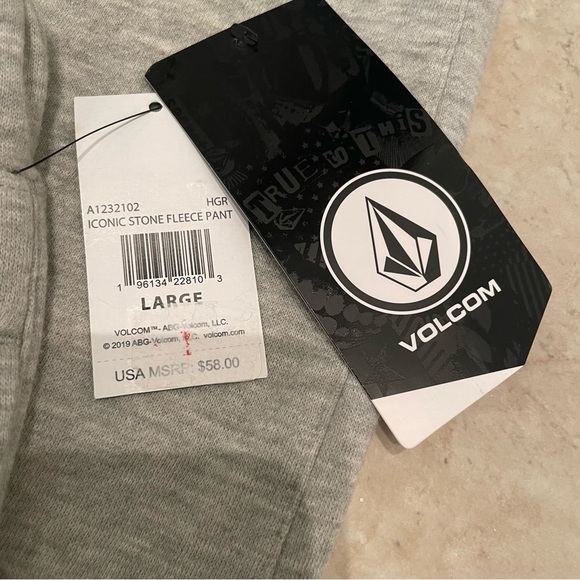 A1232102 HGR
ICONIC STONE FLEECE PANT
1 96134 22810 3
LARGE
VOLCOM™- ABG-Volcom, LLC.
© 2019 ABG-Volcom, LLC. volcom.com
USA MSRP: $58.00
TRUE TO THIS
VOLCOM